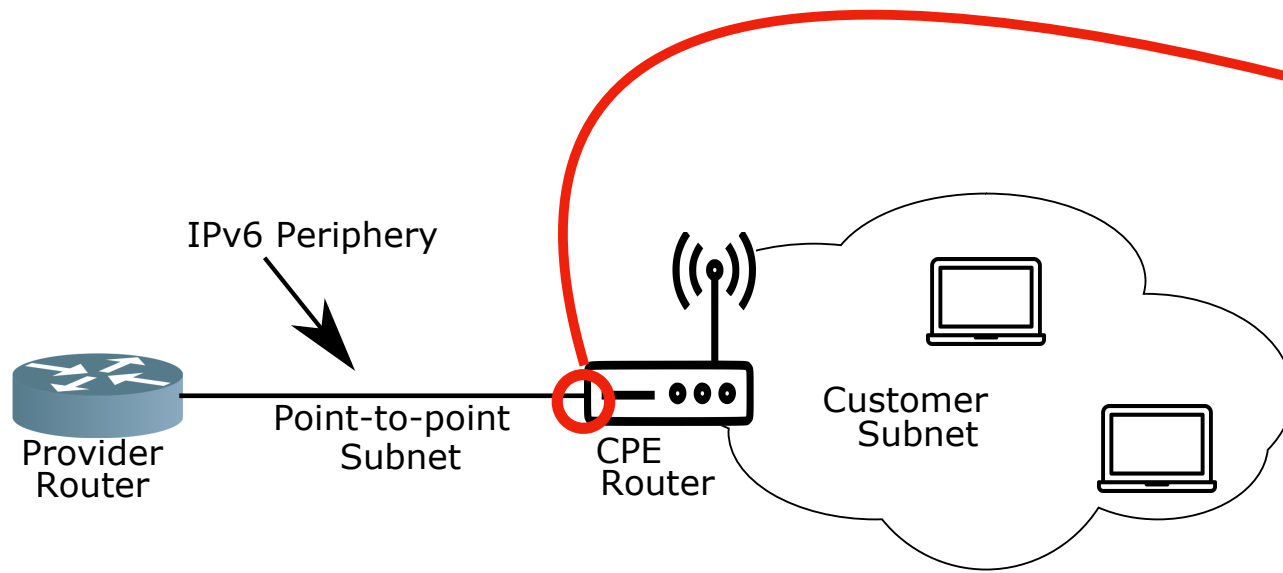 IPv6 Periphery
Point-to-point
Subnet
Provider
Router
CPE
Router
Customer
Subnet